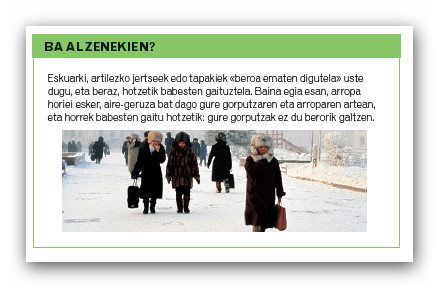 BA ALZENEKIEN?
Eskuarki, artilezko jertseek edo tapakiek «beroa ematen digutela» uste
dugu, eta beraz, hotzetik babesten gaituztela. Baina egia esan, arropa
horiei esker, aire-geruza bat dago gure gorputzaren eta arroparen artean,
eta horrek babesten gaitu hotzetik: gure gorputzak ez du berorik galtzen.